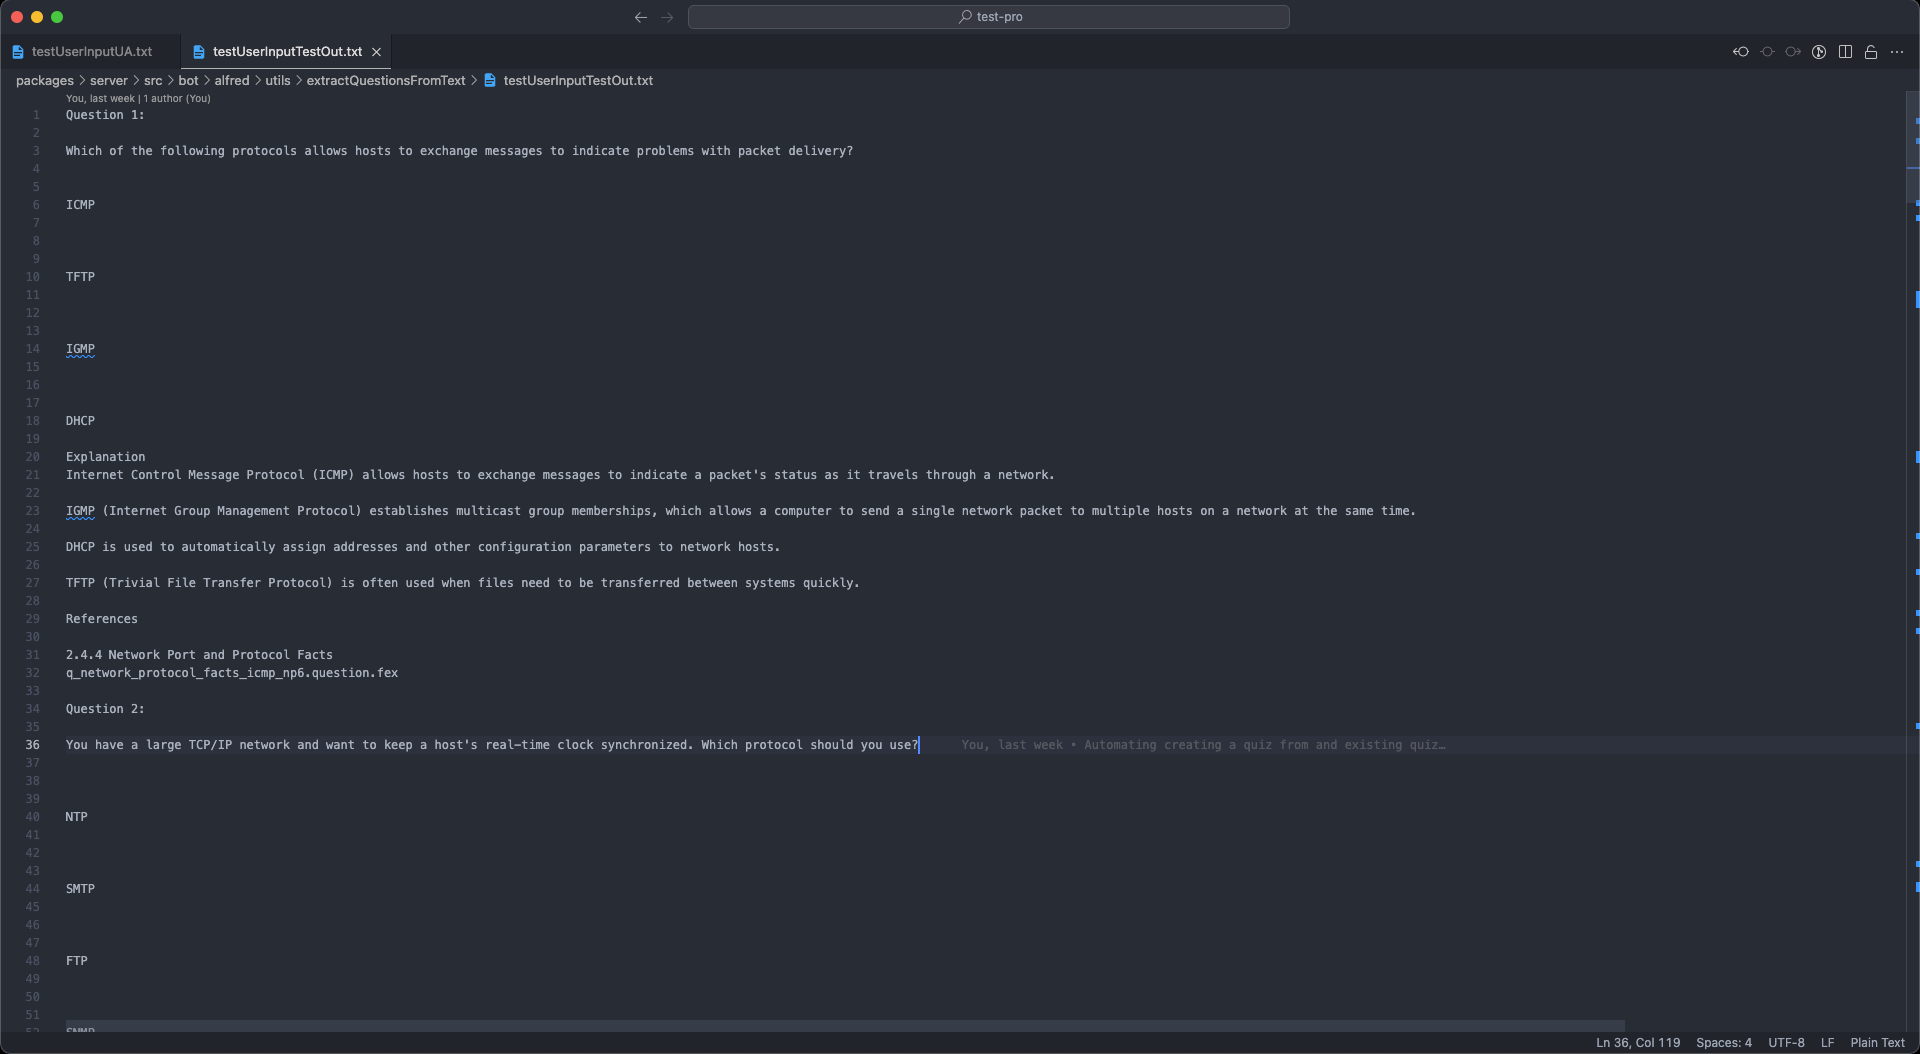 test-pro
testUserInputUA.txt
testUserInputTestOut.txt
packages > server > src > bot > alfred > utils > extractQuestionsFromText > testUserInputTestOut.txt
You, last week | 1 author (You)
1 Question 1:
2
3 Which of the following protocols allows hosts to exchange messages to indicate problems with packet delivery?
4
5
6 ICMP
7
8
9
10 TFTP
11
12
13
14 IGMP
15
16
17
18 DHCP
19
20 Explanation
21 Internet Control Message Protocol (ICMP) allows hosts to exchange messages to indicate a packet's status as it travels through a network.
22
23 IGMP (Internet Group Management Protocol) establishes multicast group memberships, which allows a computer to send a single network packet to multiple hosts on a network at the same time.
24
25 DHCP is used to automatically assign addresses and other configuration parameters to network hosts.
26
27 TFTP (Trivial File Transfer Protocol) is often used when files need to be transferred between systems quickly.
28
29 References
30
31 2.4.4 Network Port and Protocol Facts
32 q_network_protocol_facts_icmp_np6.question.fex
33
34 Question 2:
35
36 You have a large TCP/IP network and want to keep a host's real-time clock synchronized. Which protocol should you use? You, last week • Automating creating a quiz from and existing quiz…
37
38
39
40 NTP
41
42
43
44 SMTP
45
46
47
48 FTP
49
50
51
52 SNMP
Ln 36, Col 119 Spaces: 4 UTF-8 LF Plain Text